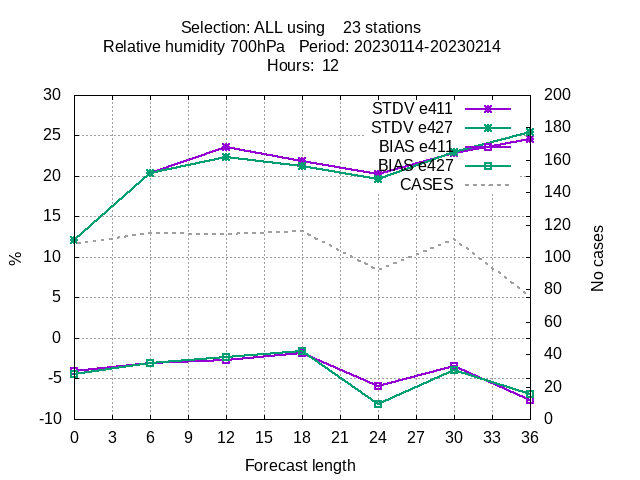 Selection: ALL using    23 stations
Relative humidity 700hPa   Period: 20230114-20230214
Hours:  12
STDV e411
STDV e427
BIAS e411
BIAS e427
CASES
30
25
20
15
10
5
0
-5
-10
%
200
180
160
140
120
100
80
60
40
20
0
No cases
0 3 6 9 12 15 18 21 24 27 30 33 36
Forecast length